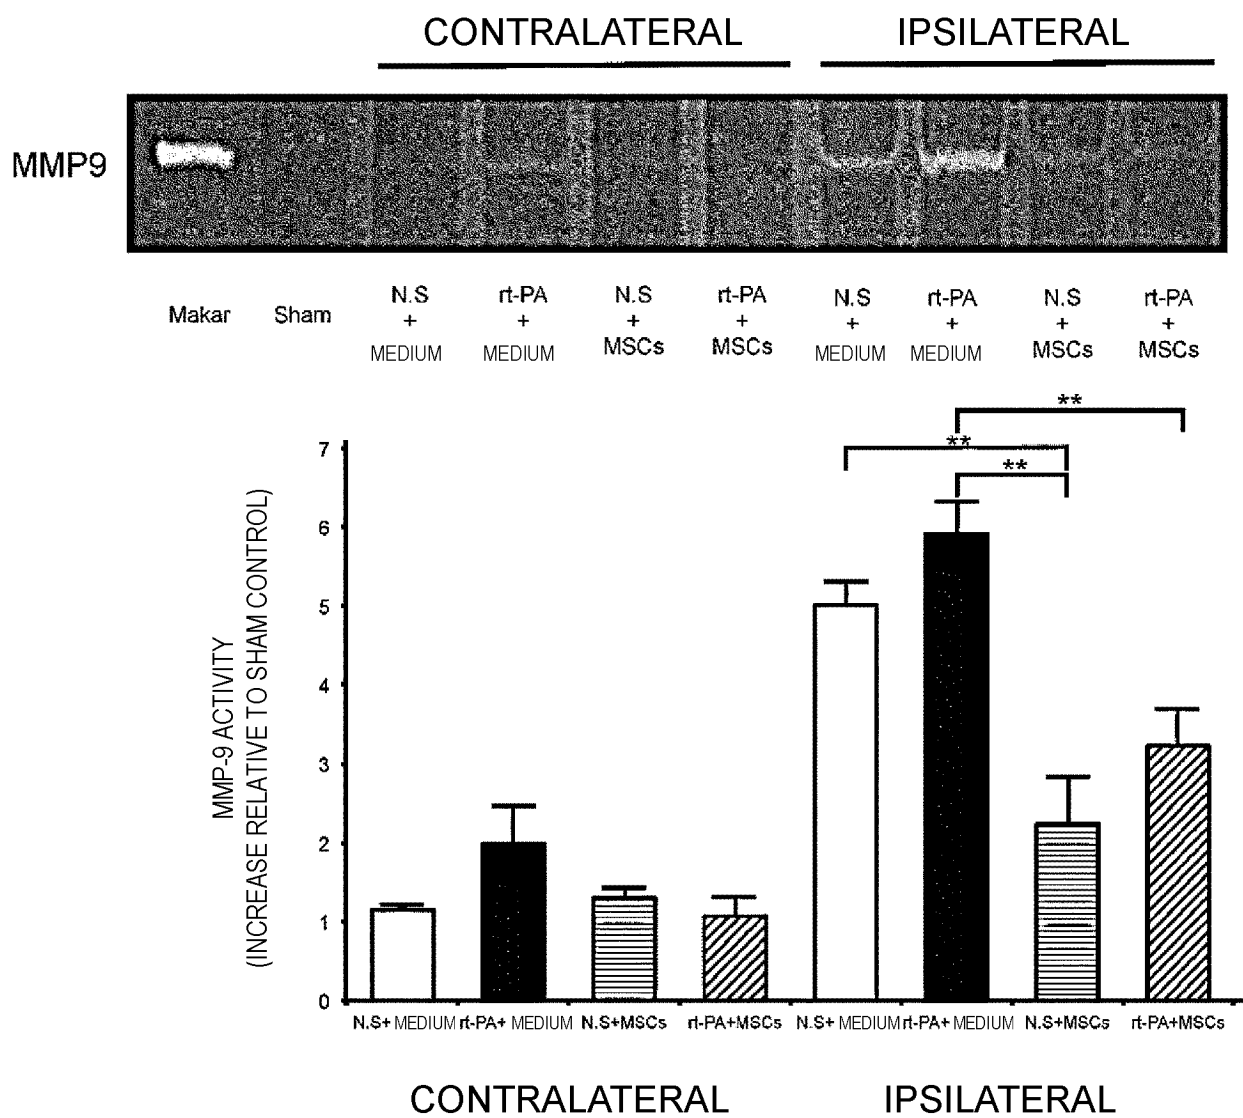 CONTRALATERAL IPSILATERAL
MMP9
Makar Sham N.S + MEDIUM rt-PA + MEDIUM N.S + MSCs rt-PA + MSCs N.S + MEDIUM rt-PA + MEDIUM N.S + MSCs rt-PA + MSCs
**
**
**
MMP-9 ACTIVITY
(INCREASE RELATIVE TO SHAM CONTROL)
7
6
5
4
3
2
1
0
N.S+ MEDIUM rt-PA+ MEDIUM N.S+MSCs rt-PA+MSCs N.S+ MEDIUM rt-PA+ MEDIUM N.S+MSCs rt-PA+MSCs
CONTRALATERAL IPSILATERAL